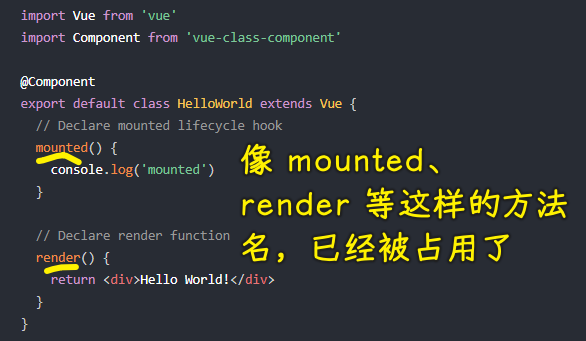 import Vue from 'vue'
import Component from 'vue-class-component'
@Component
export default class HelloWorld extends Vue {
// Declare mounted lifecycle hook
mounted() {
console.log('mounted')
}
// Declare render function
render() {
return <div>Hello World!</div>
}
}
像 mounted、
render 等这样的方法
名，已经被占用了